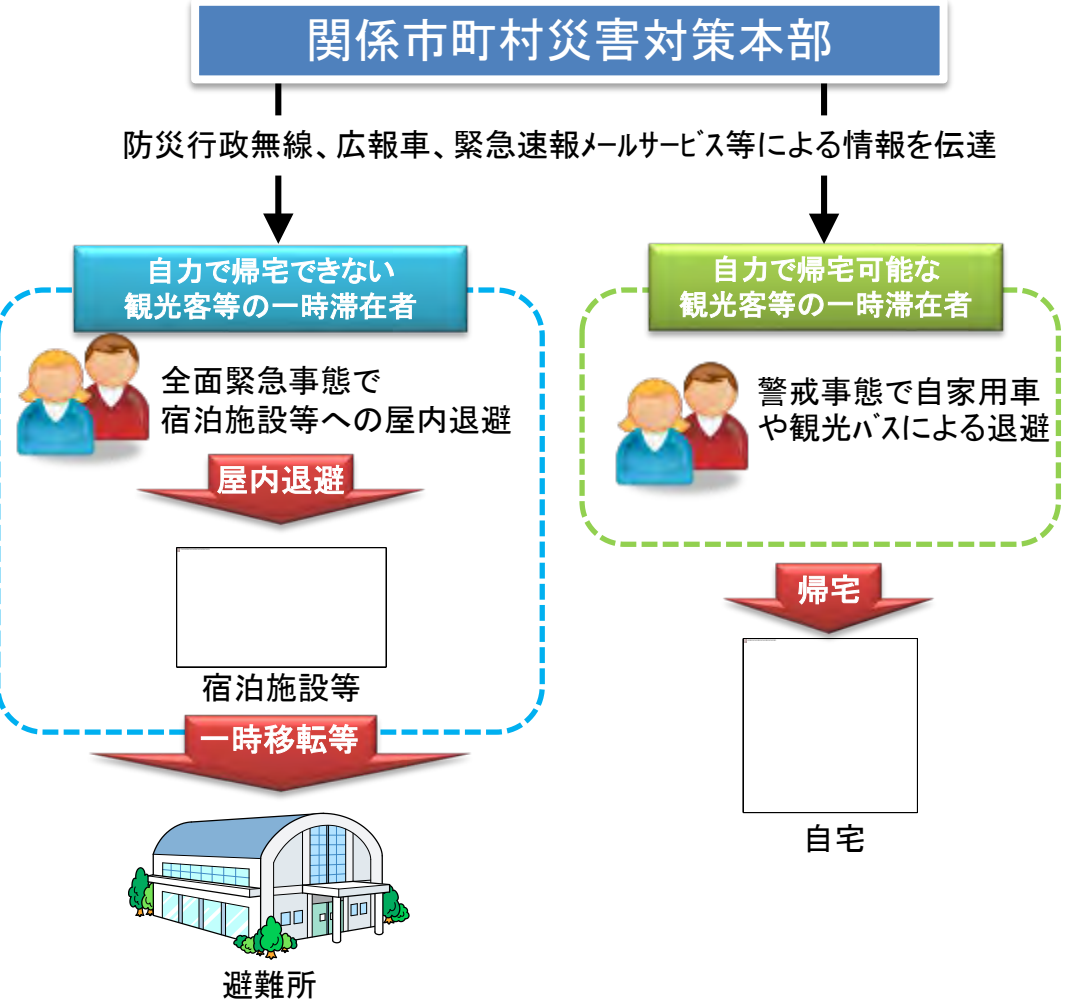 関係市町村災害対策本部
防災行政無線、広報車、緊急速報ﾒｰﾙｻｰﾋﾞｽ等による情報を伝達
自力で帰宅できない
観光客等の一時滞在者
全面緊急事態で
宿泊施設等への屋内退避
屋内退避
宿泊施設等
一時移転等
避難所
自力で帰宅可能な
観光客等の一時滞在者
警戒事態で自家用車
や観光ﾊﾞｽによる退避
帰宅
自宅